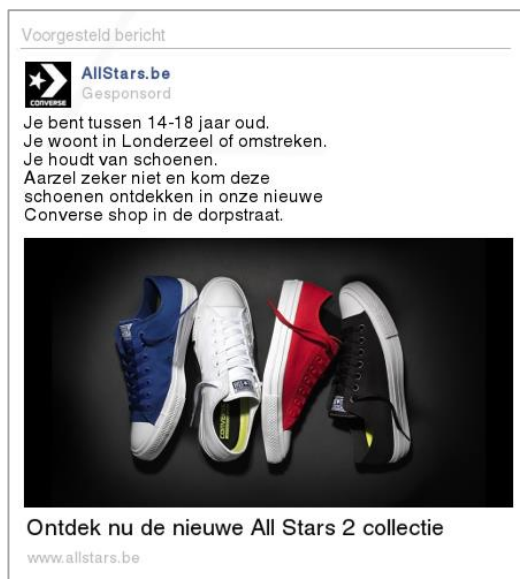 Voorgesteld bericht
AllStars.be
Gesponsord
CONVERSE
Je bent tussen 14-18 jaar oud.
Je woont in Londerzeel of omstreken.
Je houdt van schoenen.
Aarzel zeker niet en kom deze
schoenen ontdekken in onze nieuwe
Converse shop in de dorpstraat.
Ontdek nu de nieuwe All Stars 2 collectie
www.allstars.be